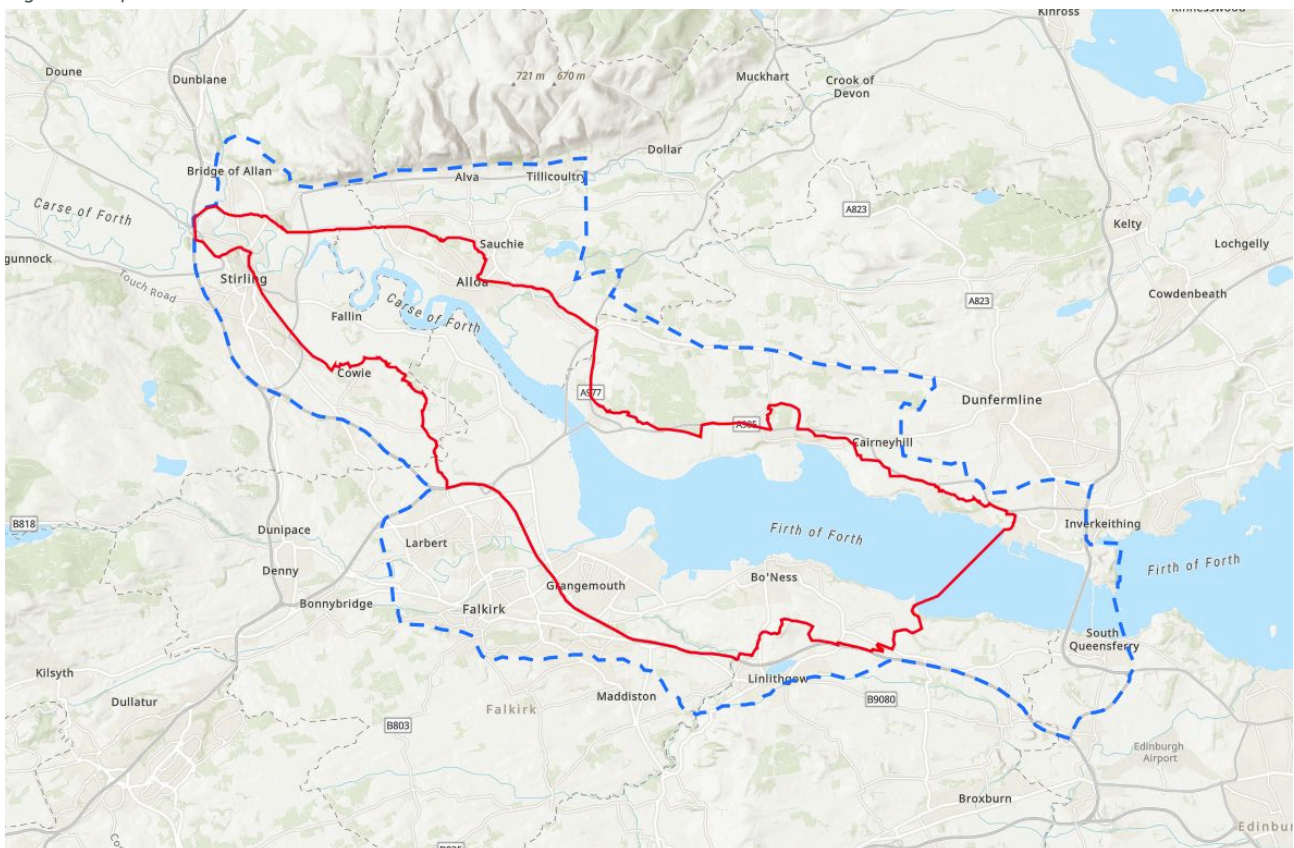 Kinross
Doune
Dunblane
721 m
670 m
Muckhart
Crook of
Devon
Dollar
Bridge of Allan
Alva
Tillicoultry
Carse of Forth
A823
Kelty
Sauchie
Lochgelly
gunnock
Touch Road
Stirling
Alloa
Cowdenbeath
A823
Fallin
Carse of Forth
Cowie
A977
Dunfermline
A985
Cairneyhill
B818
Dunipace
Larbert
Firth of Forth
Inverkeithing
Firth of Forth
Denny
Grangemouth
Bo'Ness
Bonnybridge
Falkirk
South
Queensferry
Kilsyth
Linlithgow
Maddiston
B9080
Dullatur
Falkirk
B803
Edinburgh
Airport
Broxburn
Edinbur